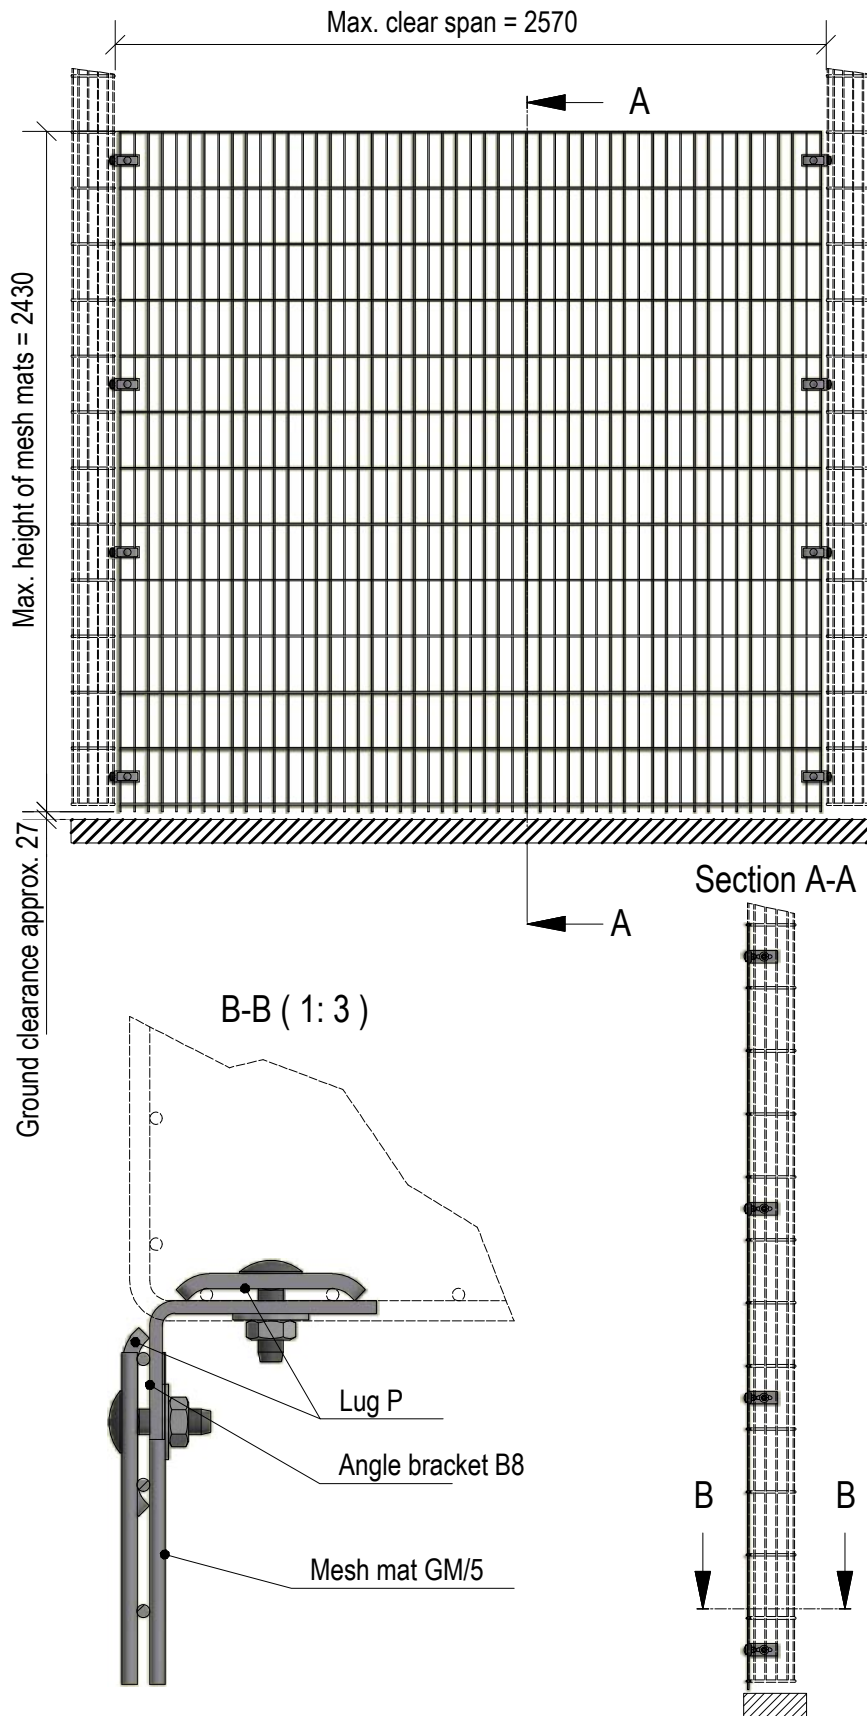 Max. clear span = 2570
A
Max. height of mesh mats = 2430
Ground clearance approx. 27
Section A-A
A
B-B ( 1: 3 )
Lug P
Angle bracket B8
Mesh mat GM/5
B
B